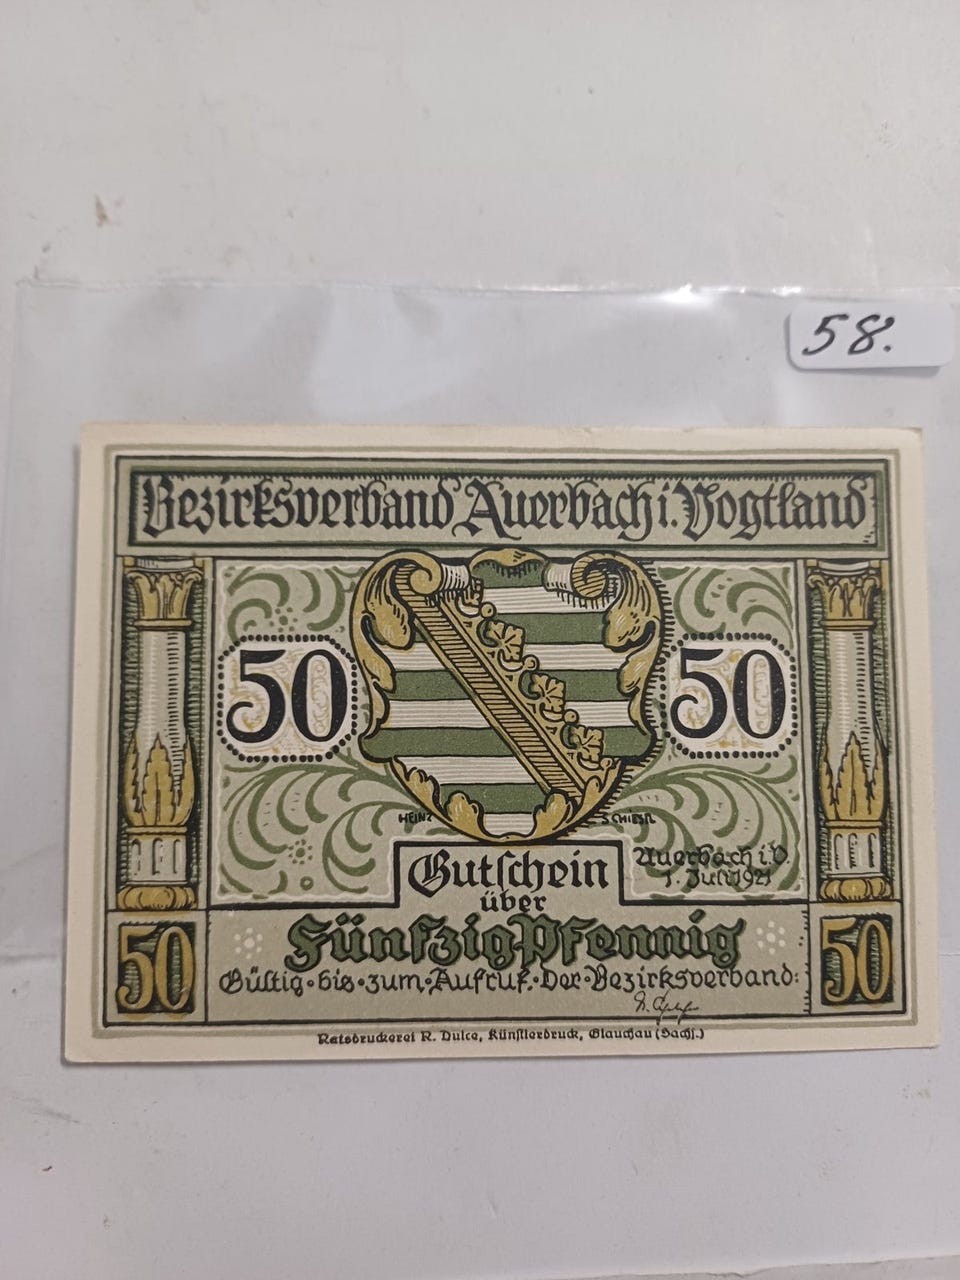 58.
Bezirksverband Auerbach i. Vogtland
50
50
HEINZ SCHIESTL
Gutschein
über
Auerbach i.V.
1. Juli 1921
Fünfzig Pfennig
50
50
Gültig·bis·zum·Aufruf.·Der·Bezirksverband:
Ratsdruckerei R. Dulce, Künstlerdruck, Glauchau (Sachs.)